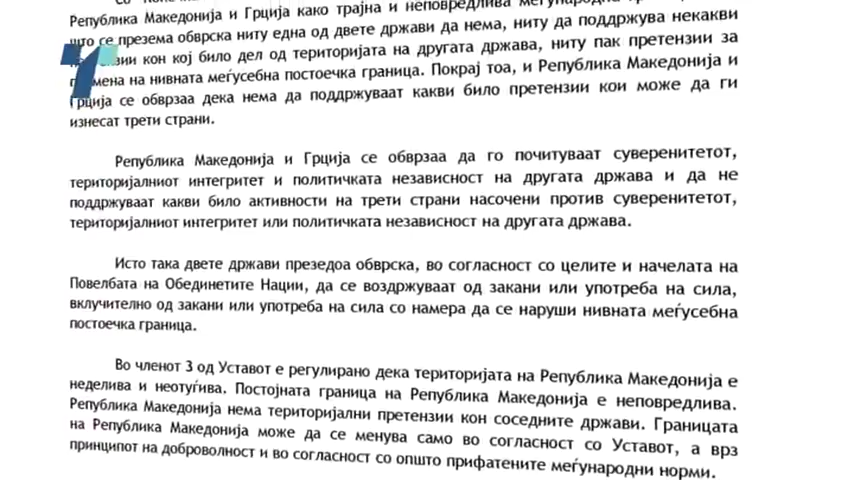 Република Македонија и Грција како трајна и неповредлива
што се презема обврска ниту една од двете држави да нема, ниту да поддржува некакви
кон кој било дел од територијата на другата држава, ниту пак претензии за
на нивната меѓусебна постоечка граница. Покрај тоа, и Република Македонија и
Грција се обврзаа дека нема да поддржуваат какви било претензии кои може да ги
изнесат трети страни.
Република Македонија и Грција се обврзаа да го почитуваат суверенитетот,
територијалниот интегритет и политичката независност на другата држава и да не
поддржуваат какви било активности на трети страни насочени против суверенитетот,
територијалниот интегритет или политичката независност на другата држава.
Исто така двете држави презедоа обврска, во согласност со целите и начелата на
Повелбата на Обединетите Нации, да се воздржуваат од закани или употреба на сила,
вклучително од закани или употреба на сила со намера да се наруши нивната меѓусебна
постоечка граница.
Во членот 3 од Уставот е регулирано дека територијата на Република Македонија е
неделива и неотуѓива. Постојната граница на Република Македонија е неповредлива.
Република Македонија нема територијални претензии кон соседните држави. Границата
на Република Македонија може да се менува само во согласност со Уставот, а врз
принципот на доброволност и во согласност со општо прифатените меѓународни норми.